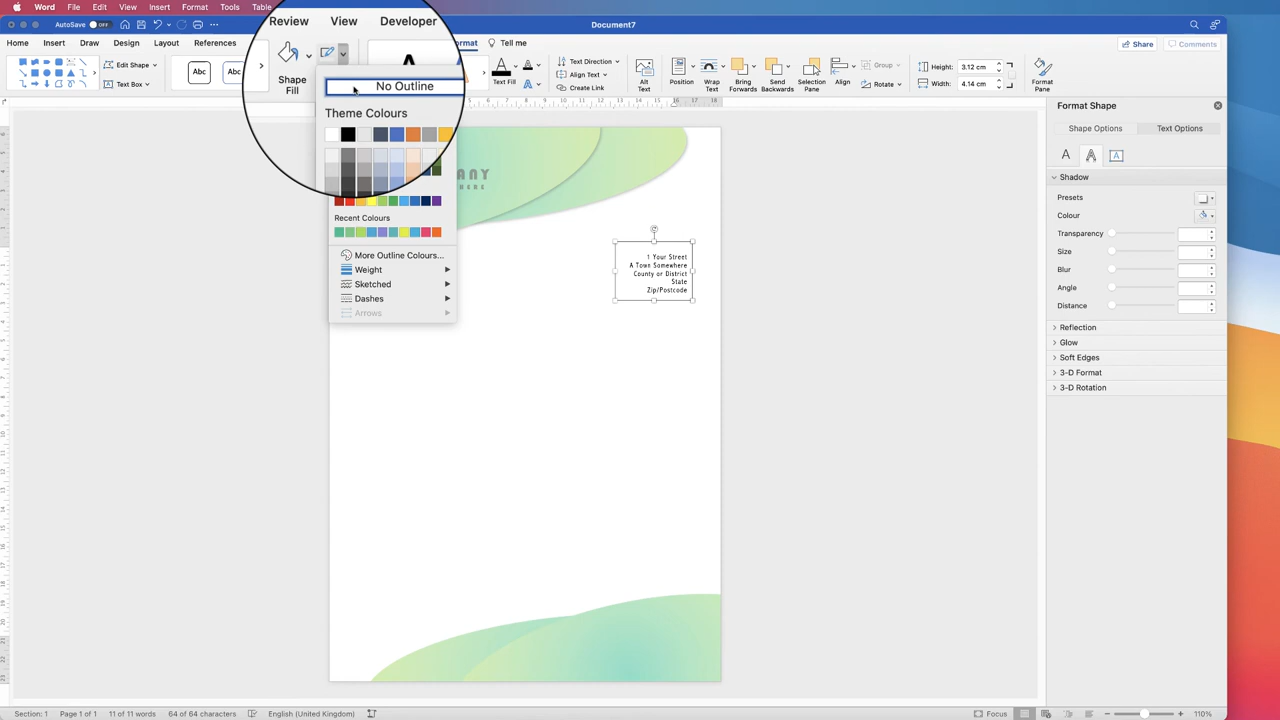 Word File Edit View Insert Format Tools Table
AutoSave OFF
Document7
Review View Developer
Home Insert Draw Design Layout References
Tell me
Share Comments
Edit Shape
Text Box
Abc Abc
Shape
Fill
A
Text Fill
Text Direction
Align Text
Create Link
Alt
Text
Position
Wrap
Text
Bring
Forwards
Send
Backwards
Selection
Pane
Align
Group
Rotate
Height: 3.12 cm
Width: 4.14 cm
Format
Pane
No Outline
Theme Colours
Recent Colours
More Outline Colours...
Weight
Sketched
Dashes
Arrows
ANY
HERE
1 Your Street
A Town Somewhere
County or District
State
Zip/Postcode
Format Shape
Shape Options Text Options
Shadow
Presets
Colour
Transparency
Size
Blur
Angle
Distance
Reflection
Glow
Soft Edges
3-D Format
3-D Rotation
Section: 1 Page 1 of 1 11 of 11 words 64 of 64 characters English (United Kingdom) Focus 110%